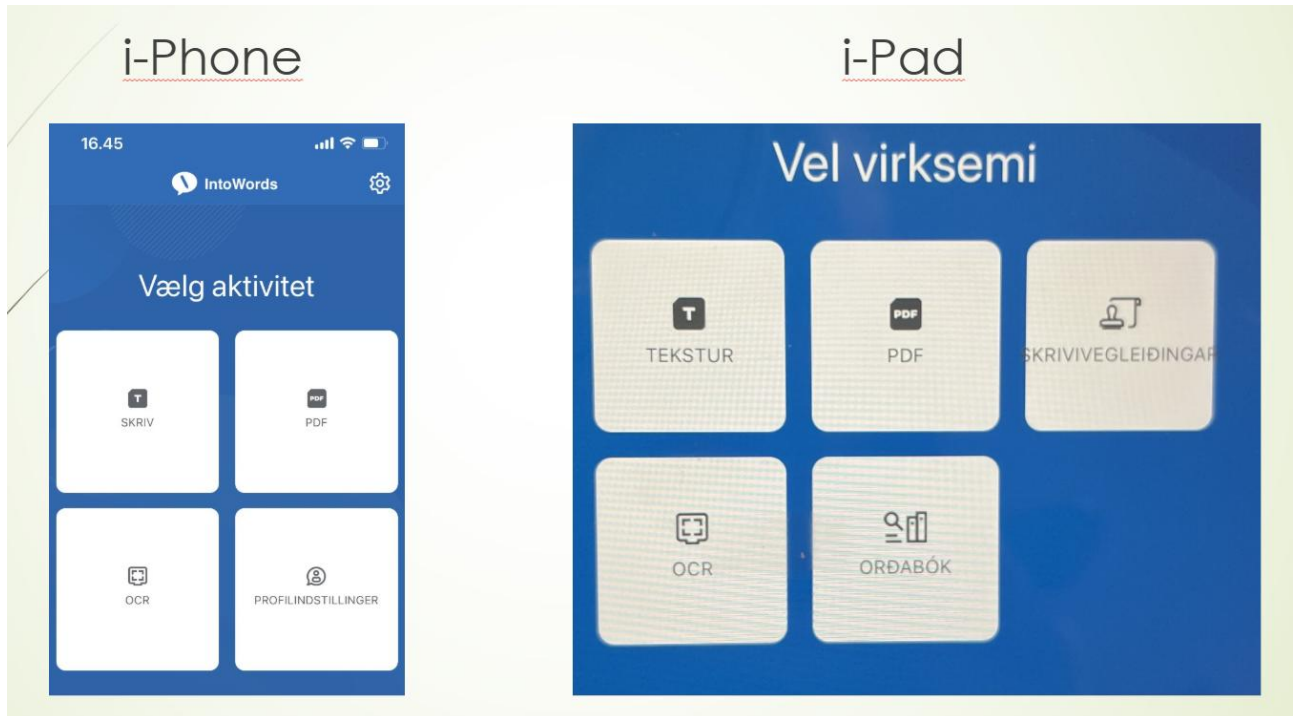 i-Phone
i-Pad
16.45
IntoWords
Vælg aktivitet
SKRIV
PDF
OCR
PROFILINDSTILLINGER
Vel virksemi
TEKSTUR
PDF
SKRIVIVEGLEIÐINGAR
OCR
ORÐABÓK